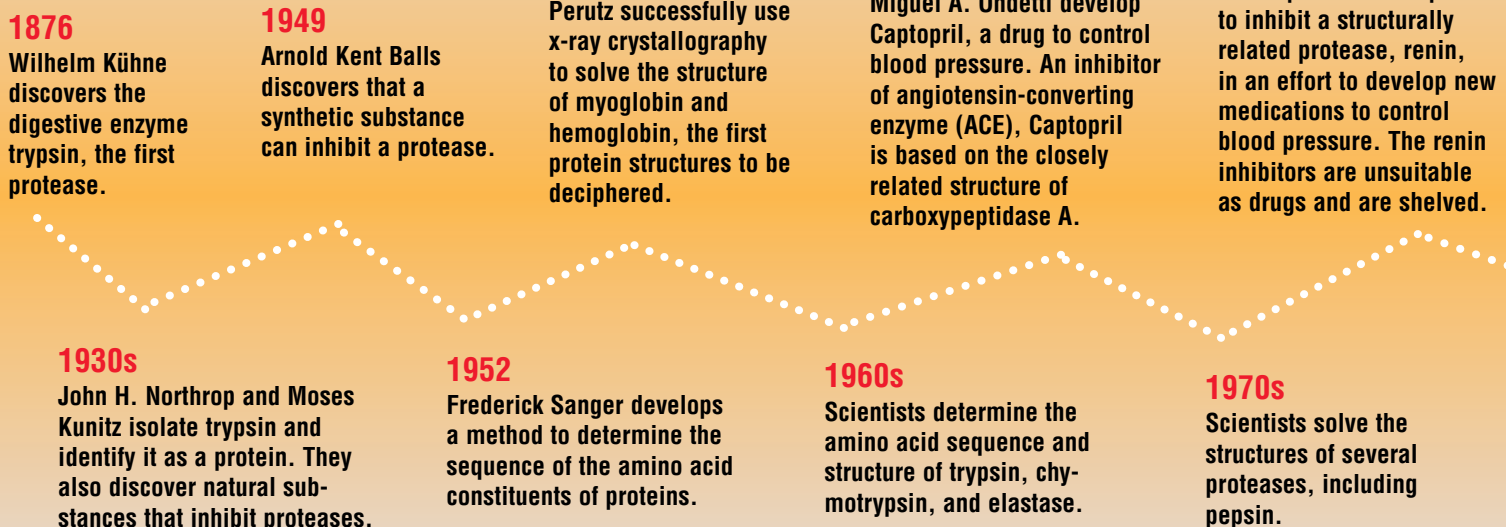 1876
Wilhelm Kühne
discovers the
digestive enzyme
trypsin, the first
protease.
1930s
John H. Northrop and Moses
Kunitz isolate trypsin and
identify it as a protein. They
also discover natural sub-
stances that inhibit proteases.
1949
Arnold Kent Balls
discovers that a
synthetic substance
can inhibit a protease.
1952
Frederick Sanger develops
a method to determine the
sequence of the amino acid
constituents of proteins.
Perutz successfully use
x-ray crystallography
to solve the structure
of myoglobin and
hemoglobin, the first
protein structures to be
deciphered.
1960s
Scientists determine the
amino acid sequence and
structure of trypsin, chy-
motrypsin, and elastase.
Miguel A. Ondetti develop
Captopril, a drug to control
blood pressure. An inhibitor
of angiotensin-converting
enzyme (ACE), Captopril
is based on the closely
related structure of
carboxypeptidase A.
1970s
Scientists solve the
structures of several
proteases, including
pepsin.
to inhibit a structurally
related protease, renin,
in an effort to develop new
medications to control
blood pressure. The renin
inhibitors are unsuitable
as drugs and are shelved.